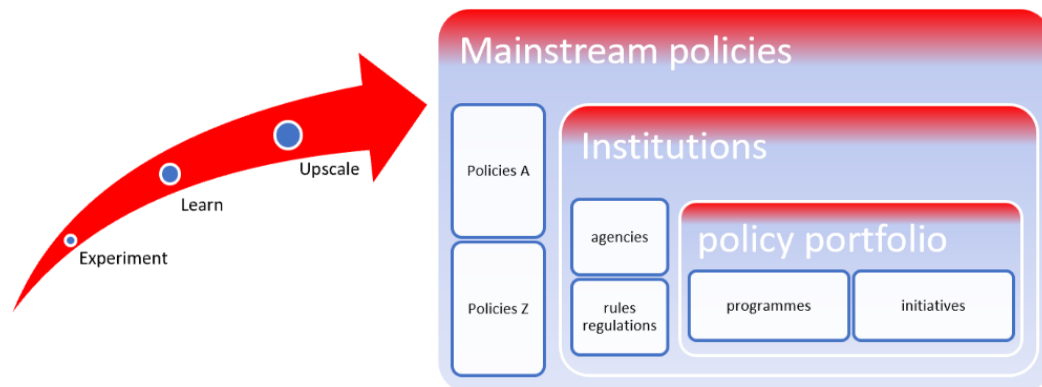 Experiment
Learn
Upscale
Mainstream policies
Policies A
Policies Z
Institutions
agencies
rules
regulations
policy portfolio
programmes
initiatives